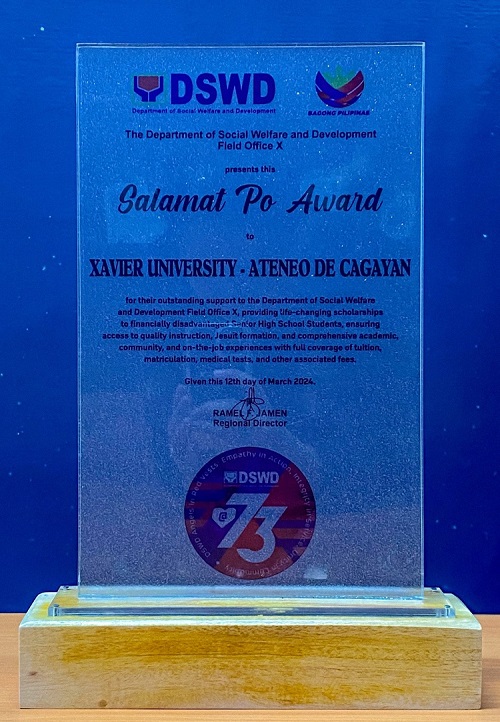 DSWD
Department of Social Welfare and Development
BAGONG PILIPINAS
The Department of Social Welfare and Development
Field Office X
presents this
Salamat Po Award
to
XAVIER UNIVERSITY - ATENEO DE CAGAYAN
for their outstanding support to the Department of Social Welfare
and Development Field Office X, providing life-changing scholarships
to financially disadvantaged Senior High School Students, ensuring
access to quality instruction, Jesuit formation, and comprehensive academic,
community, and on-the-job experiences with full coverage of tuition,
matriculation, medical tests, and other associated fees.
Given this 12th day of March 2024.
RAMEL F. JAMEN
Regional Director
DSWD
@ 73
Empathy in Action, Integrity in